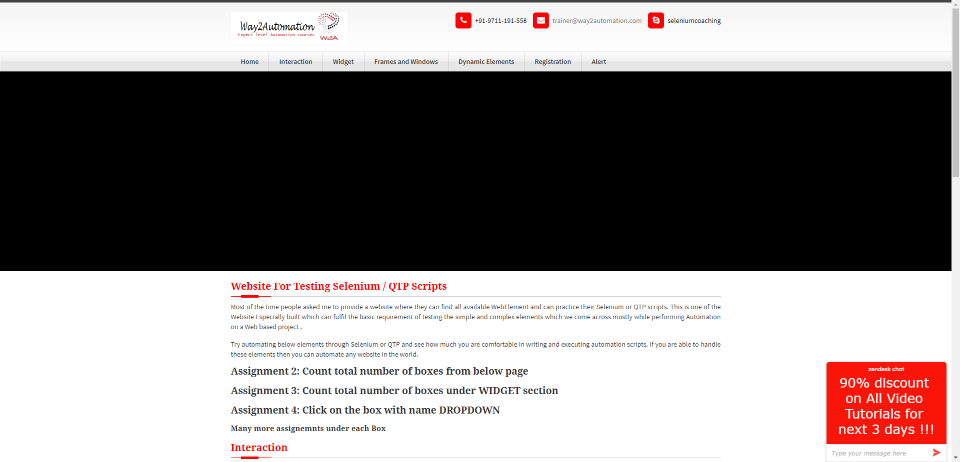 Way2Automation
Expert level Automation courses
W2A
+91-9711-191-558
trainer@way2automation.com
seleniumcoaching
Home Interaction Widget Frames and Windows Dynamic Elements Registration Alert
Website For Testing Selenium / QTP Scripts
Most of the time people asked me to provide a website where they can find all available WebElement and can practice their Selenium or QTP scripts. This is one of the
Website I specially built which can fulfil the basic requirement of testing the simple and complex elements which we come across mostly while performing Automation
on a Web based project .
Try automating below elements through Selenium or QTP and see how much you are comfortable in writing and executing automation scripts. If you are able to handle
these elements then you can automate any website in the world.
Assignment 2: Count total number of boxes from below page
Assignment 3: Count total number of boxes under WIDGET section
Assignment 4: Click on the box with name DROPDOWN
Many more assignemnts under each Box
Interaction
zendesk chat
90% discount
on All Video
Tutorials for
next 3 days !!!
Type your message here